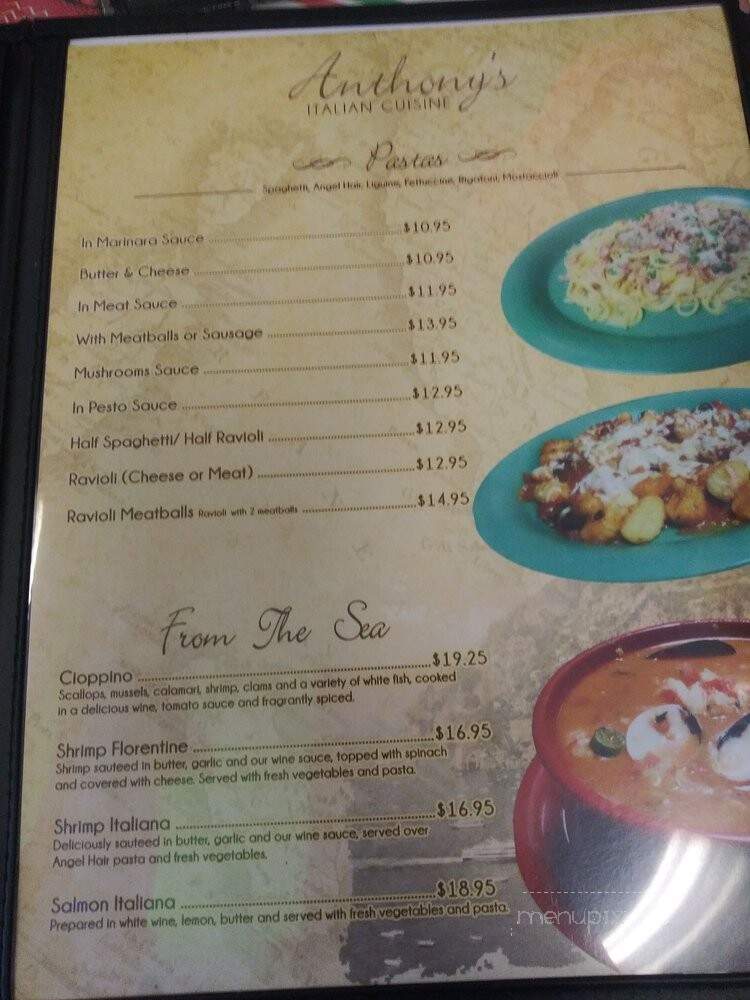 Anthony's
ITALIAN CUISINE
Pastas
Spaghetti, Angel Hair, Liguine, Fettuccine, Rigatoni, Mostaccioli
In Marinara Sauce $10.95
Butter & Cheese $10.95
In Meat Sauce $11.95
With Meatballs or Sausage $13.95
Mushrooms Sauce $11.95
In Pesto Sauce $12.95
Half Spaghetti/ Half Ravioli $12.95
Ravioli (Cheese or Meat) $12.95
Ravioli Meatballs Ravioli with 2 meatballs $14.95
From The Sea
Cioppino $19.25
Scallops, mussels, calamari, shrimp, clams and a variety of white fish, cooked
in a delicious wine, tomato sauce and fragrantly spiced.
Shrimp Florentine $16.95
Shrimp sauteed in butter, garlic and our wine sauce, topped with spinach
and covered with cheese. Served with fresh vegetables and pasta.
Shrimp Italiana $16.95
Deliciously sauteed in butter, garlic and our wine sauce, served over
Angel Hair pasta and fresh vegetables.
Salmon Italiana $18.95
Prepared in white wine, lemon, butter and served with fresh vegetables and pasta.